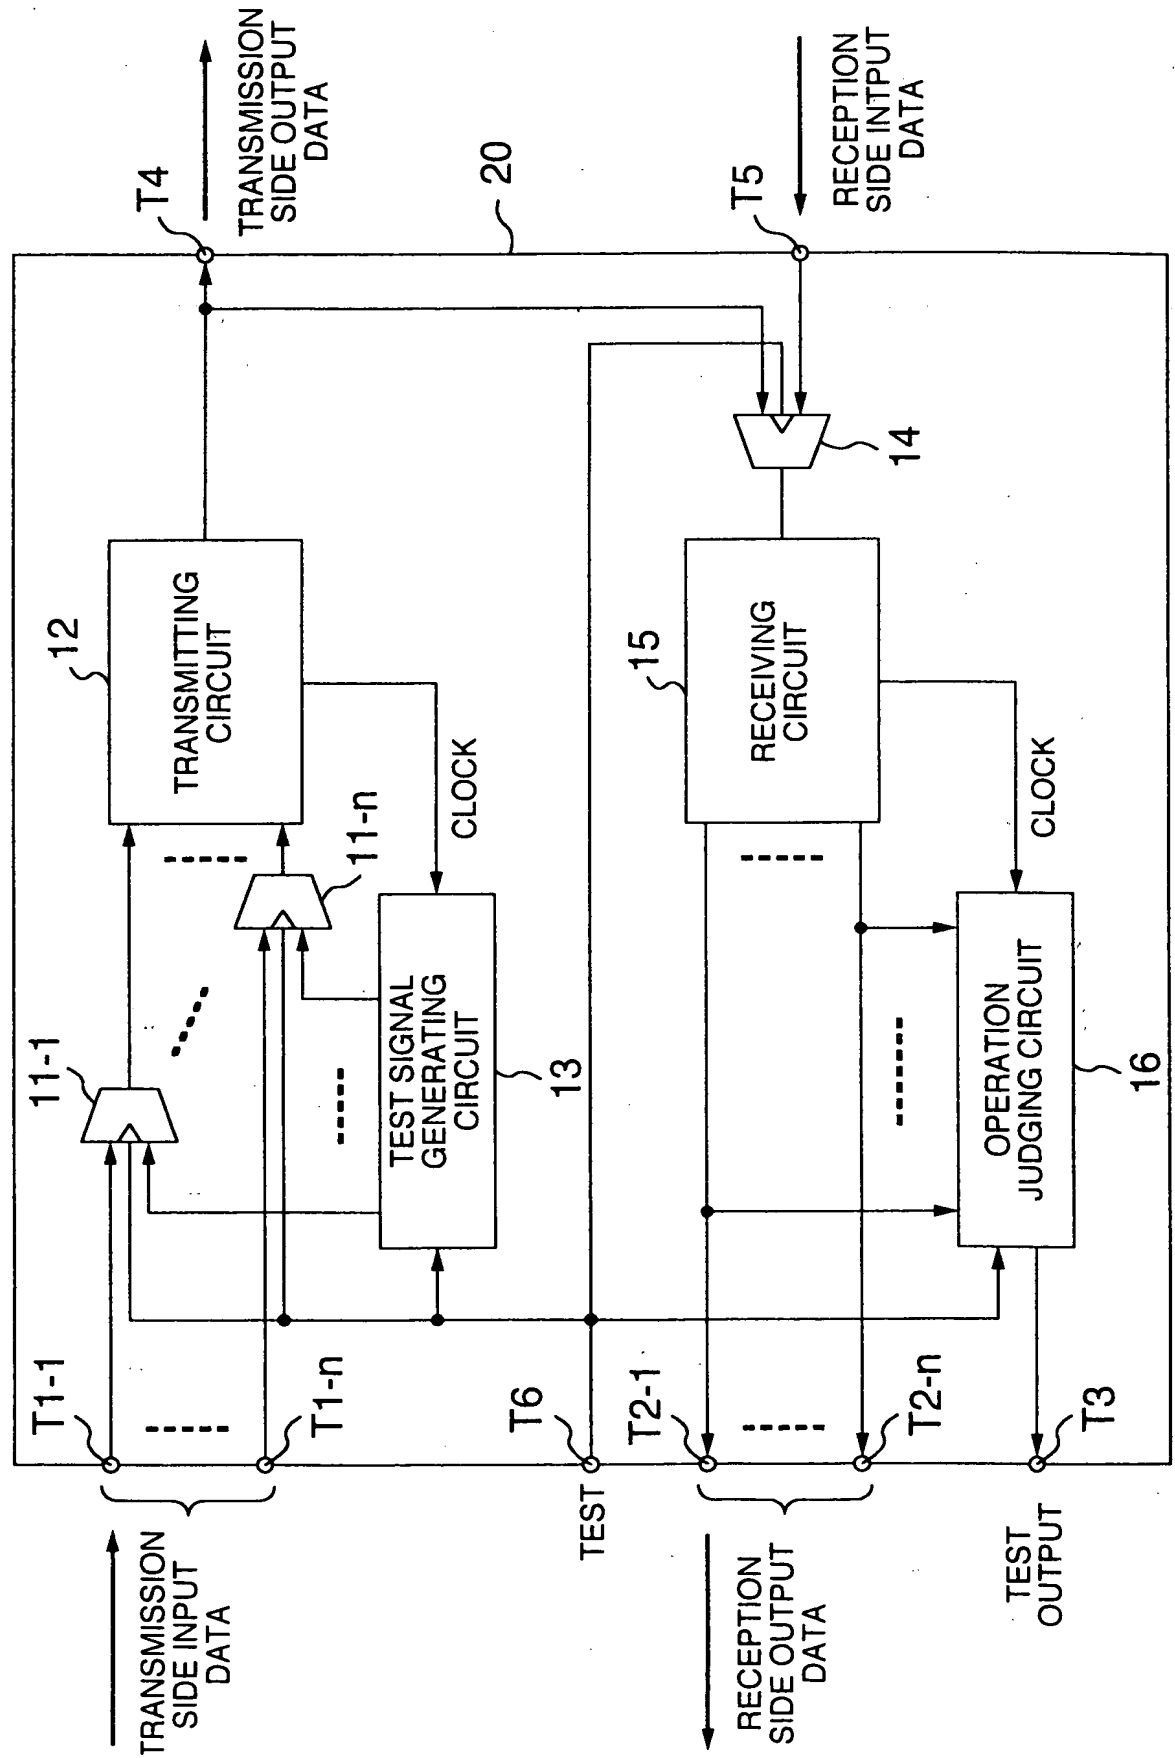 TRANSMISSION
SIDE INPUT
DATA
T1-1
T1-n
11-1
11-n
12
TRANSMITTING
CIRCUIT
CLOCK
TEST SIGNAL
GENERATING
CIRCUIT
13
T4
TRANSMISSION
SIDE OUTPUT
DATA
20
TEST
T6
T5
RECEPTION
SIDE INTPUT
DATA
14
15
RECEIVING
CIRCUIT
CLOCK
OPERATION
JUDGING CIRCUIT
16
T2-1
T2-n
RECEPTION
SIDE OUTPUT
DATA
T3
TEST
OUTPUT